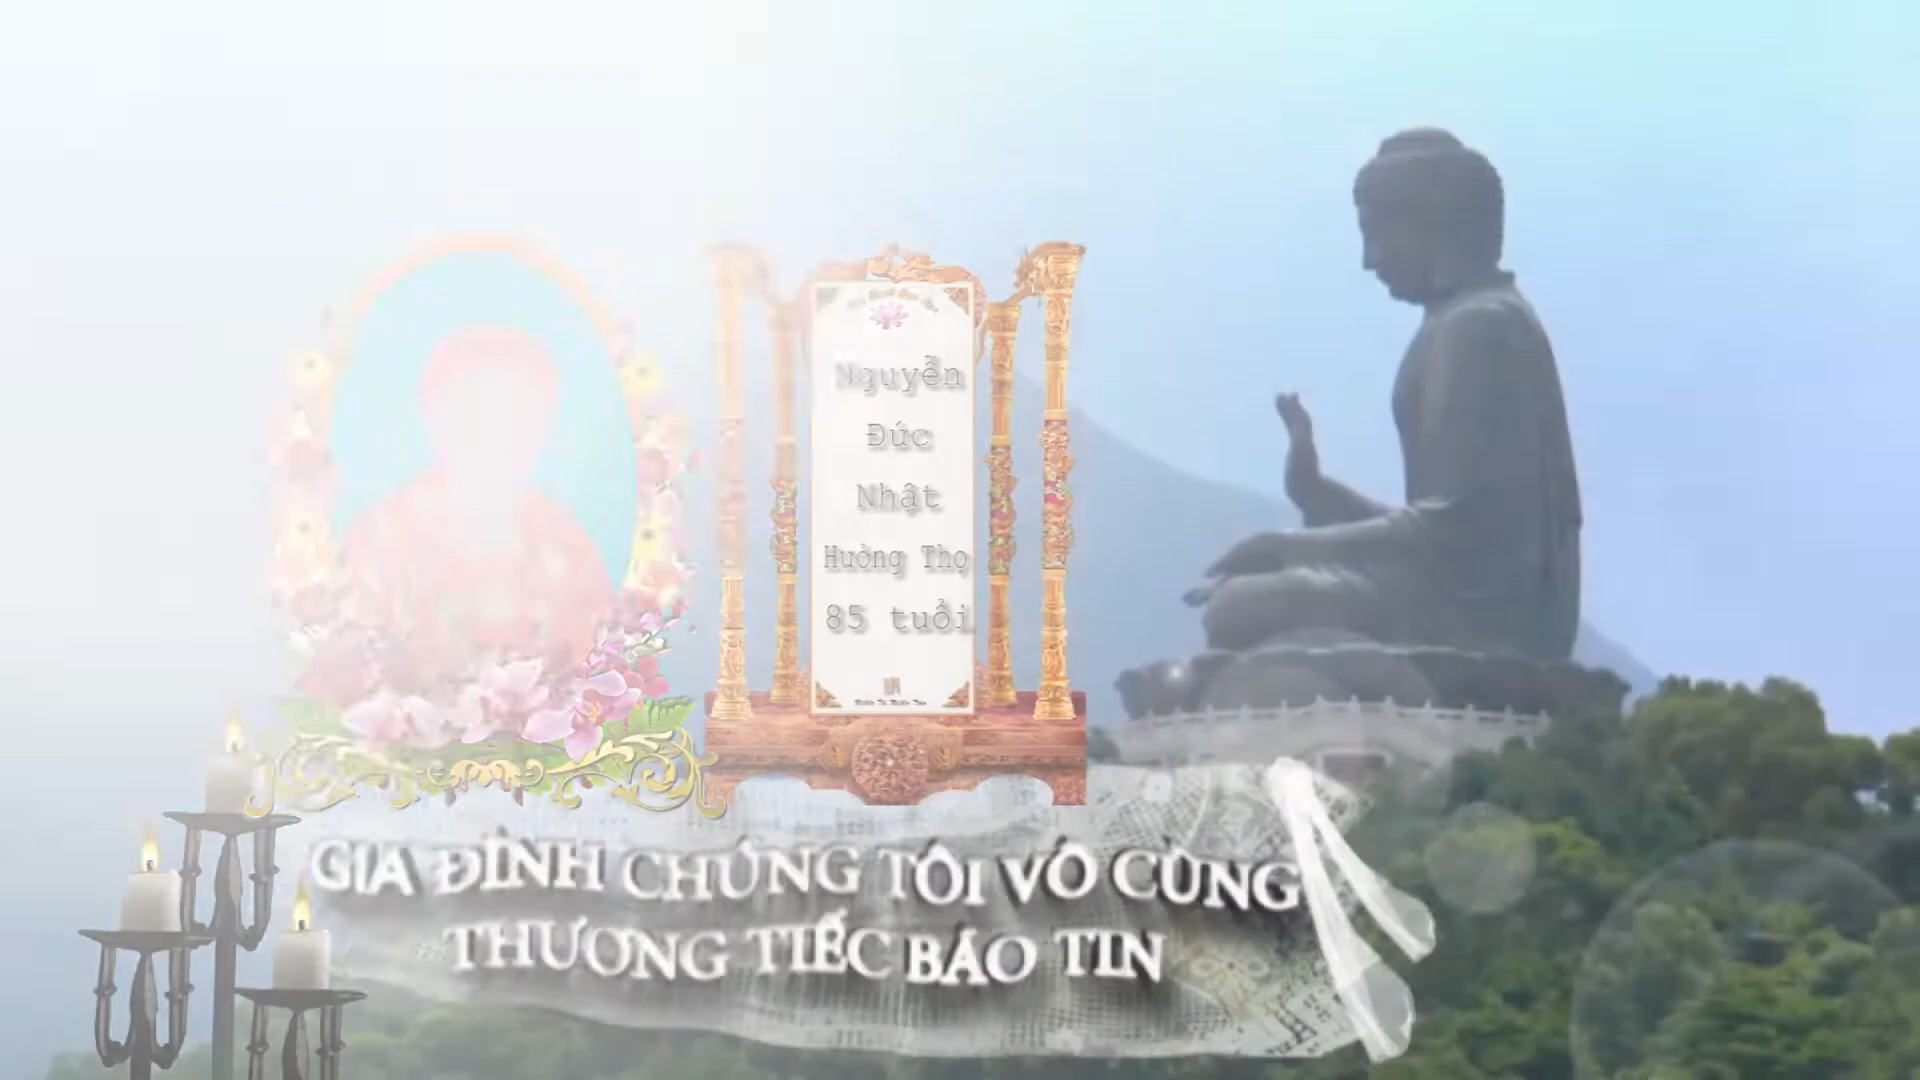 Nguyễn
Đức
Nhật
Hưởng Thọ
85 tuổi
GIA ĐÌNH CHÚNG TÔI VÔ CÙNG
THƯƠNG TIẾC BÁO TIN